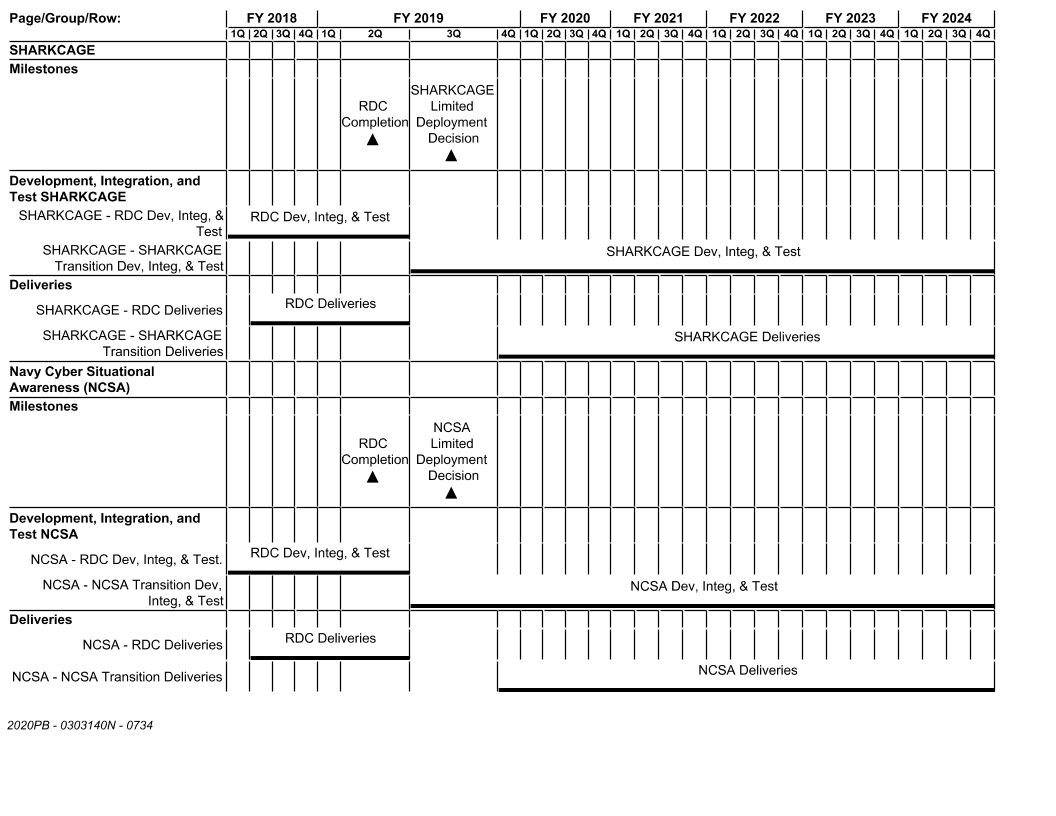 Page/Group/Row: FY 2018 FY 2019 FY 2020 FY 2021 FY 2022 FY 2023 FY 2024
1Q 2Q 3Q 4Q 1Q 2Q 3Q 4Q 1Q 2Q 3Q 4Q 1Q 2Q 3Q 4Q 1Q 2Q 3Q 4Q 1Q 2Q 3Q 4Q 1Q 2Q 3Q 4Q
SHARKCAGE
Milestones
RDC
Completion
SHARKCAGE
Limited
Deployment
Decision
Development, Integration, and
Test SHARKCAGE
SHARKCAGE - RDC Dev, Integ, &
Test
RDC Dev, Integ, & Test
SHARKCAGE - SHARKCAGE
Transition Dev, Integ, & Test
SHARKCAGE Dev, Integ, & Test
Deliveries
SHARKCAGE - RDC Deliveries
RDC Deliveries
SHARKCAGE - SHARKCAGE
Transition Deliveries
SHARKCAGE Deliveries
Navy Cyber Situational
Awareness (NCSA)
Milestones
RDC
Completion
NCSA
Limited
Deployment
Decision
Development, Integration, and
Test NCSA
NCSA - RDC Dev, Integ, & Test.
RDC Dev, Integ, & Test
NCSA - NCSA Transition Dev,
Integ, & Test
NCSA Dev, Integ, & Test
Deliveries
NCSA - RDC Deliveries
RDC Deliveries
NCSA - NCSA Transition Deliveries
NCSA Deliveries
2020PB - 0303140N - 0734